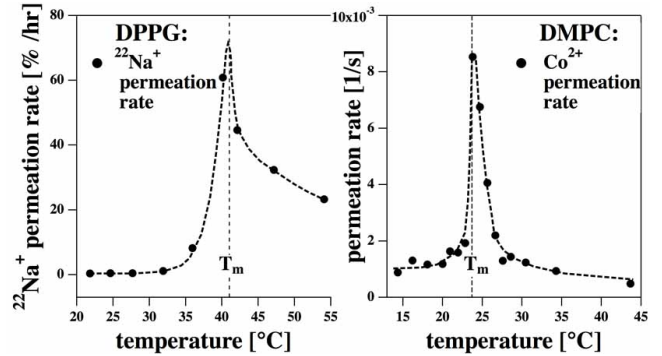 DPPG:
22Na+
permeation
rate
22Na+ permeation rate [% /hr]
80
60
40
20
0
Tm
20 25 30 35 40 45 50 55
temperature [°C]
10x10-3
DMPC:
Co2+
permeation
rate
permeation rate [1/s]
8
6
4
2
0
Tm
15 20 25 30 35 40 45
temperature [°C]